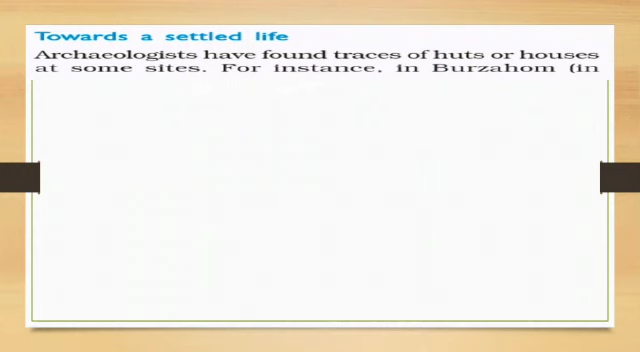 Towards a settled life
Archaeologists have found traces of huts or houses
at some sites. For instance, in Burzahom (in